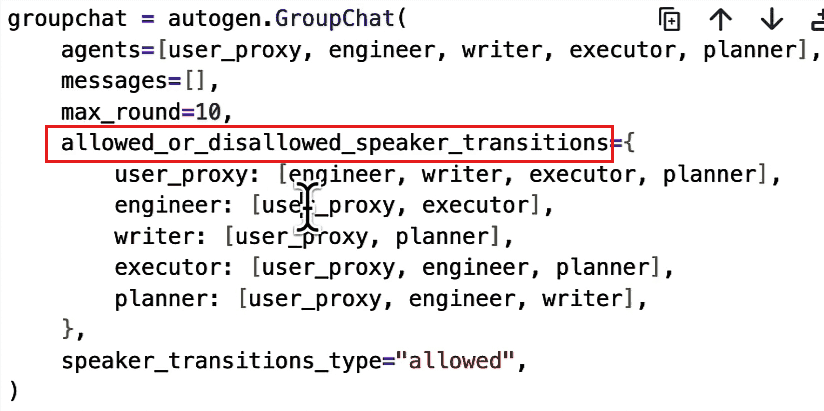 groupchat = autogen.GroupChat(
agents=[user_proxy, engineer, writer, executor, planner],
messages=[],
max_round=10,
allowed_or_disallowed_speaker_transitions={
user_proxy: [engineer, writer, executor, planner],
engineer: [user_proxy, executor],
writer: [user_proxy, planner],
executor: [user_proxy, engineer, planner],
planner: [user_proxy, engineer, writer],
},
speaker_transitions_type="allowed",
)